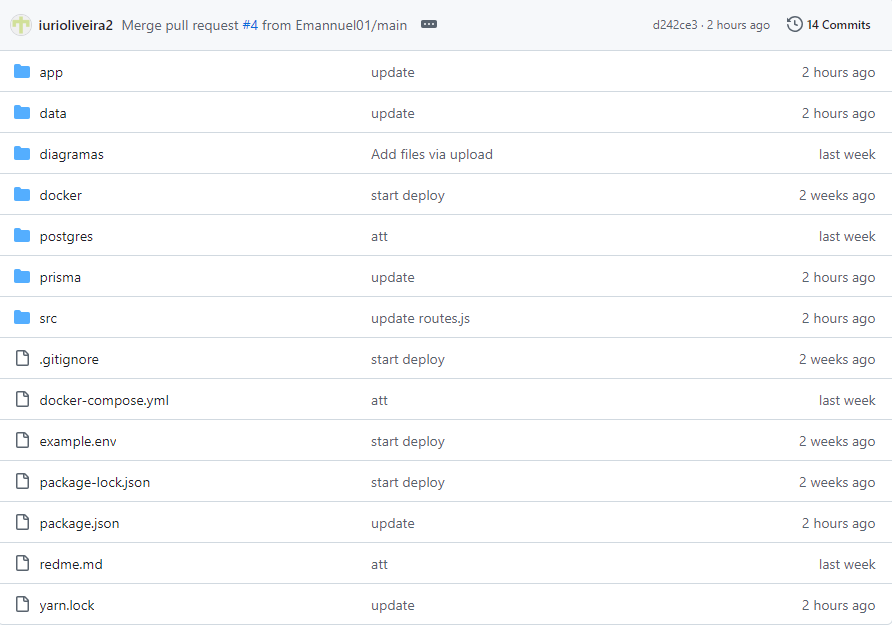 iurioliveira2 Merge pull request #4 from Emannuel01/main d242ce3 · 2 hours ago 14 Commits
app update 2 hours ago
data update 2 hours ago
diagramas Add files via upload last week
docker start deploy 2 weeks ago
postgres att last week
prisma update 2 hours ago
src update routes.js 2 hours ago
.gitignore start deploy 2 weeks ago
docker-compose.yml att last week
example.env start deploy 2 weeks ago
package-lock.json start deploy 2 weeks ago
package.json update 2 hours ago
redme.md att last week
yarn.lock update 2 hours ago